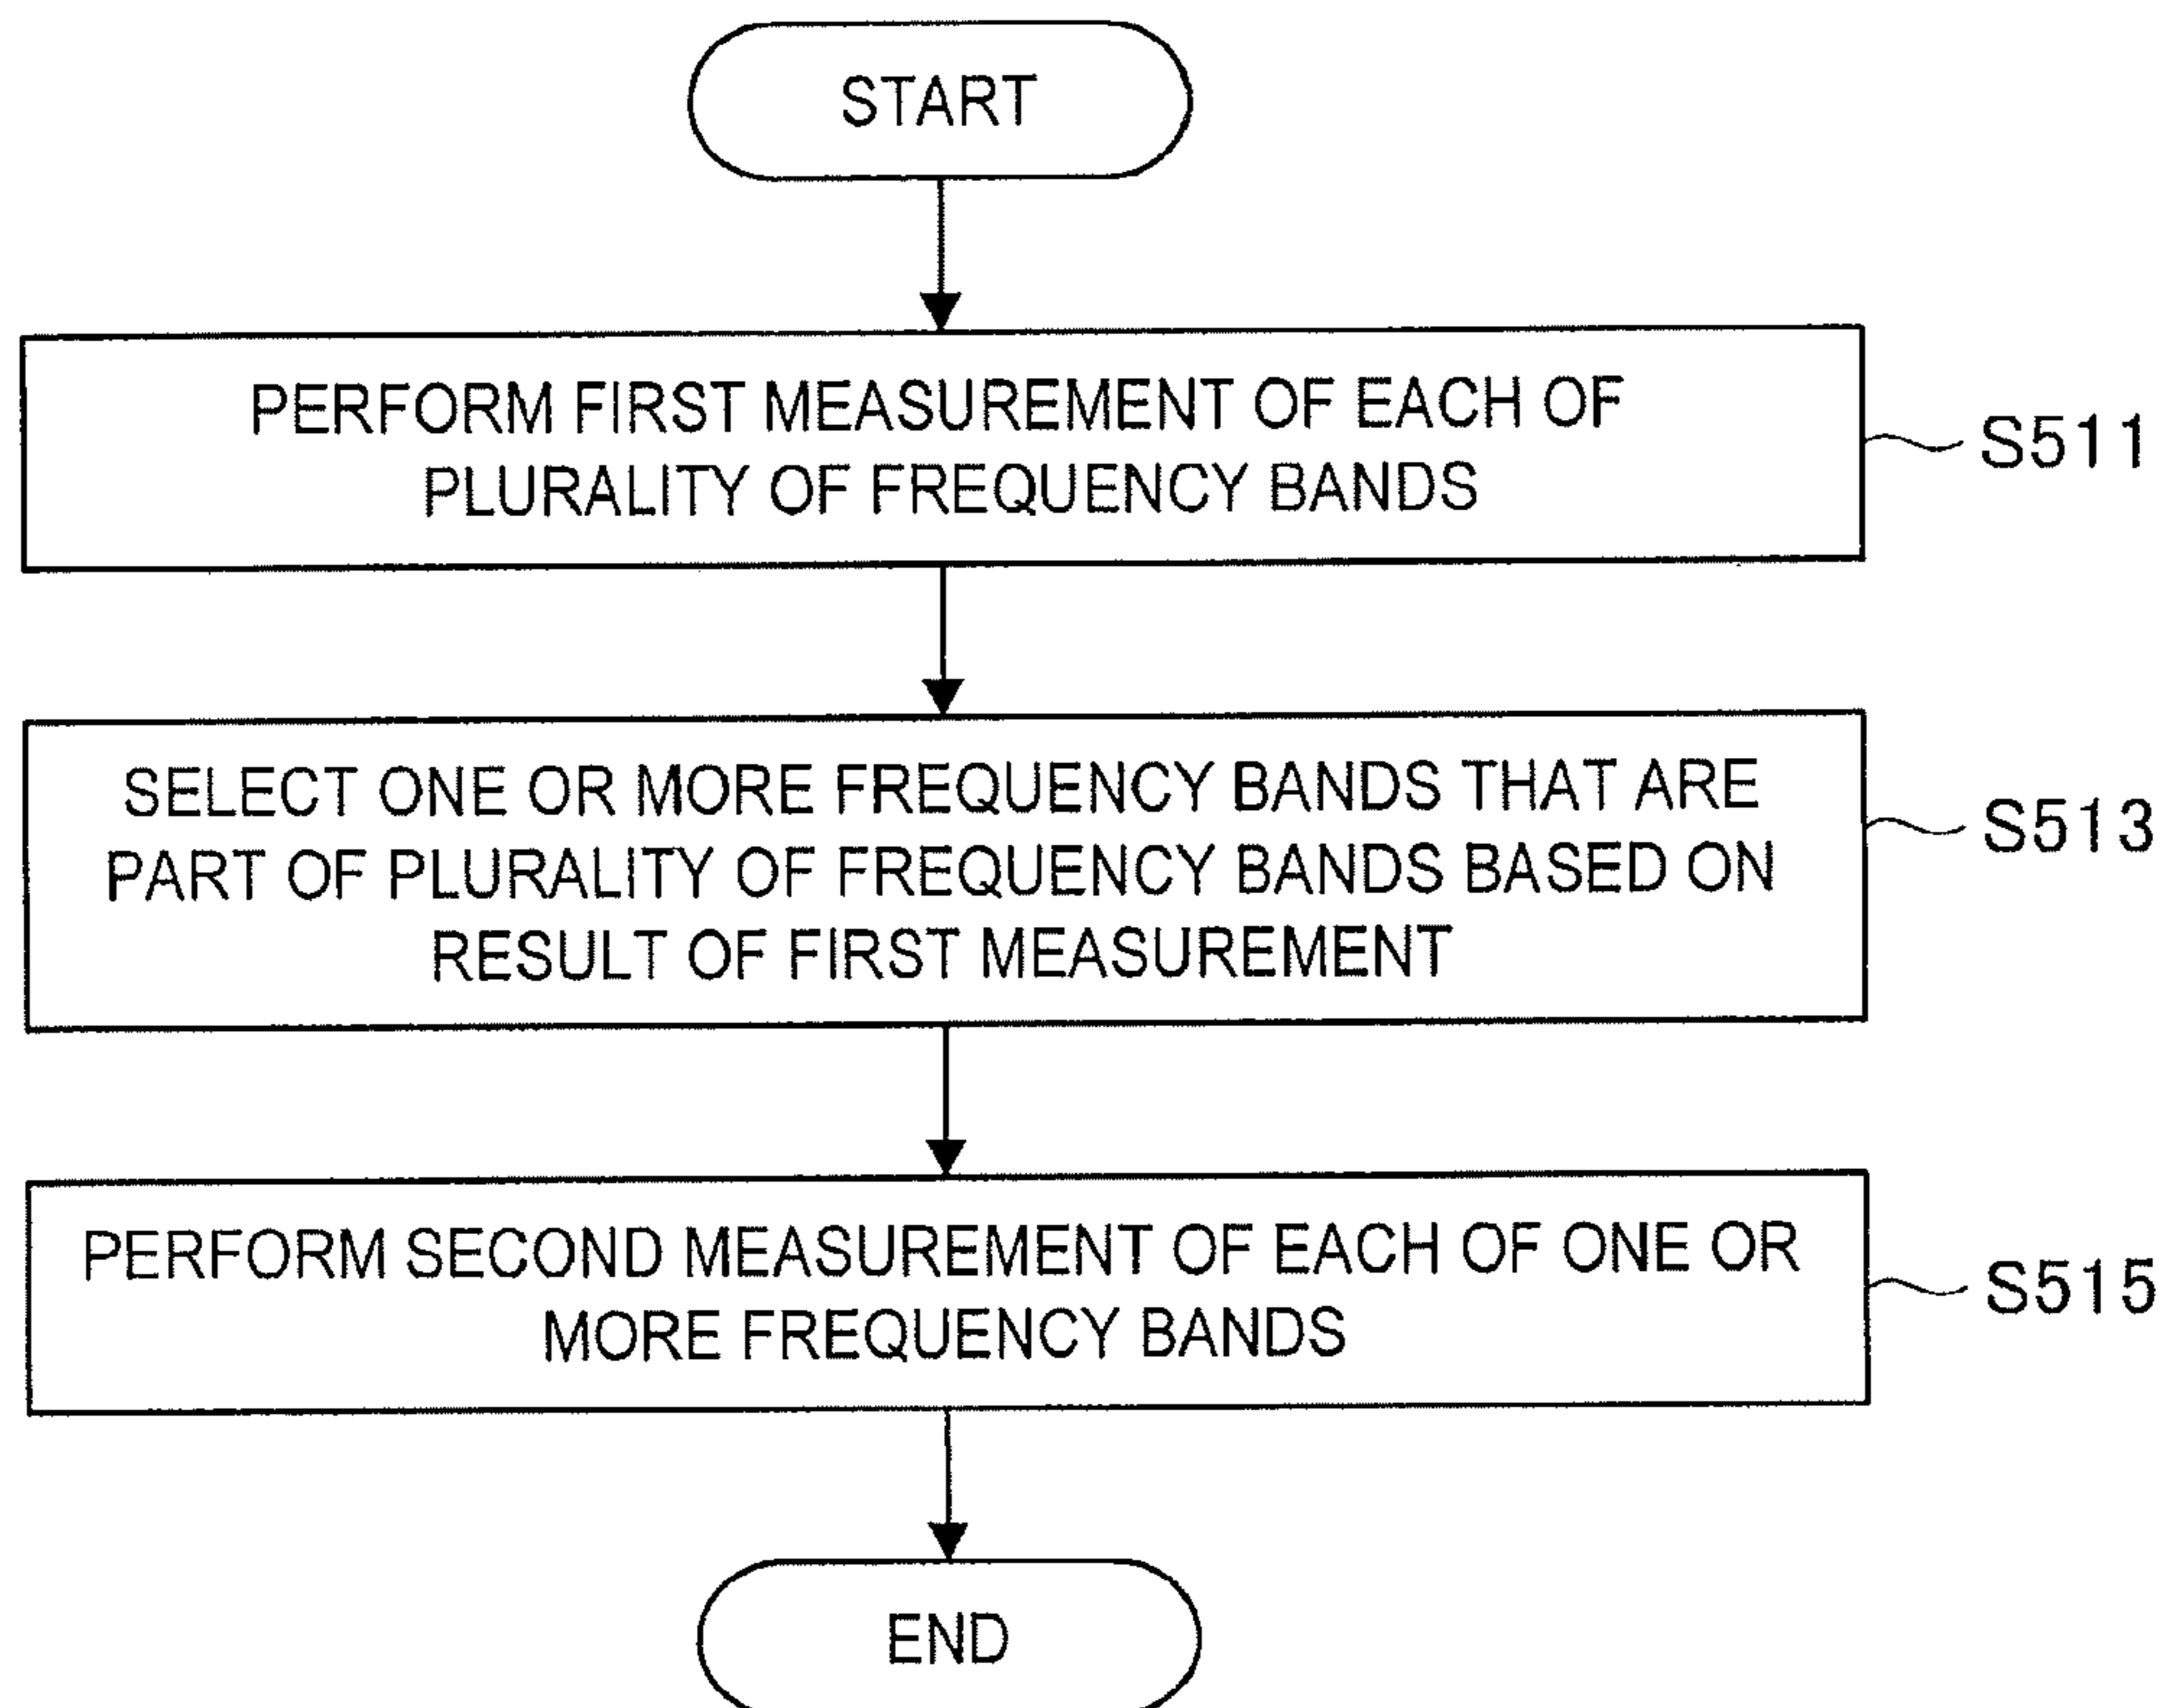 START
PERFORM FIRST MEASUREMENT OF EACH OF
PLURALITY OF FREQUENCY BANDS
S511
SELECT ONE OR MORE FREQUENCY BANDS THAT ARE
PART OF PLURALITY OF FREQUENCY BANDS BASED ON
RESULT OF FIRST MEASUREMENT
S513
PERFORM SECOND MEASUREMENT OF EACH OF ONE OR
MORE FREQUENCY BANDS
S515
END